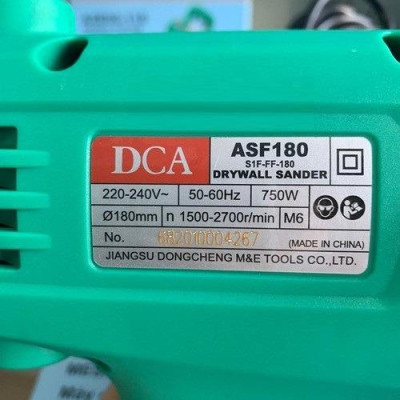 DCA
ASF180
S1F-FF-180
DRYWALL SANDER
220-240V~ 50-60Hz 750W
Ø180mm n 1500-2700r/min M6
No. 6B2010004267
(MADE IN CHINA)
JIANGSU DONGCHENG M&E TOOLS CO., LTD.